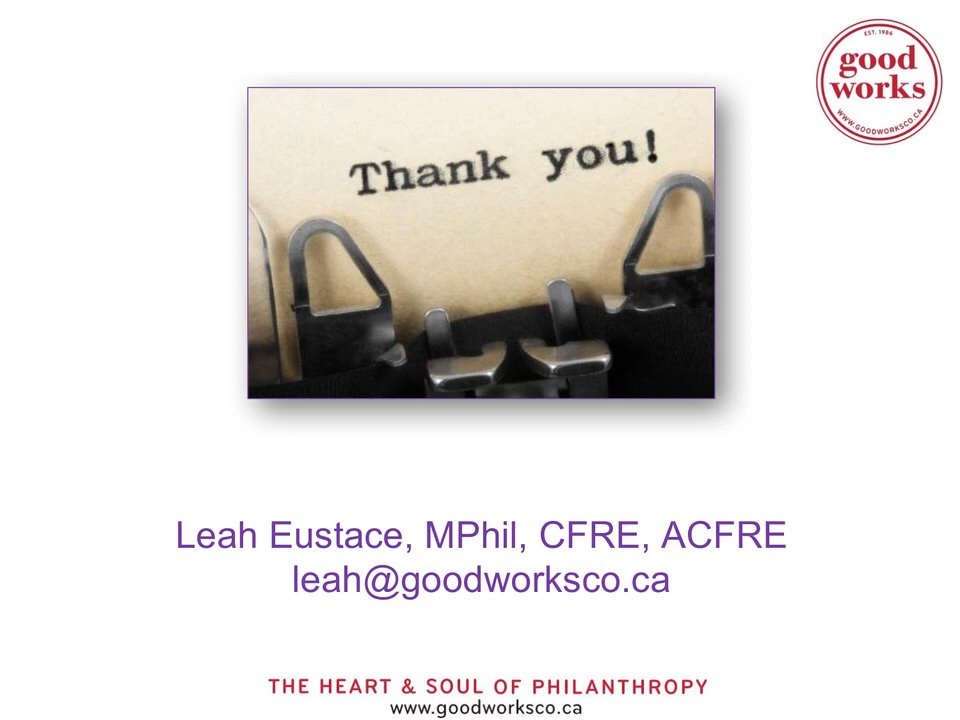 EST. 1986
good
works
WWW.GOODWORKSCO.CA
Thank you!
Leah Eustace, MPhil, CFRE, ACFRE
leah@goodworksco.ca
THE HEART & SOUL OF PHILANTHROPY
www.goodworksco.ca